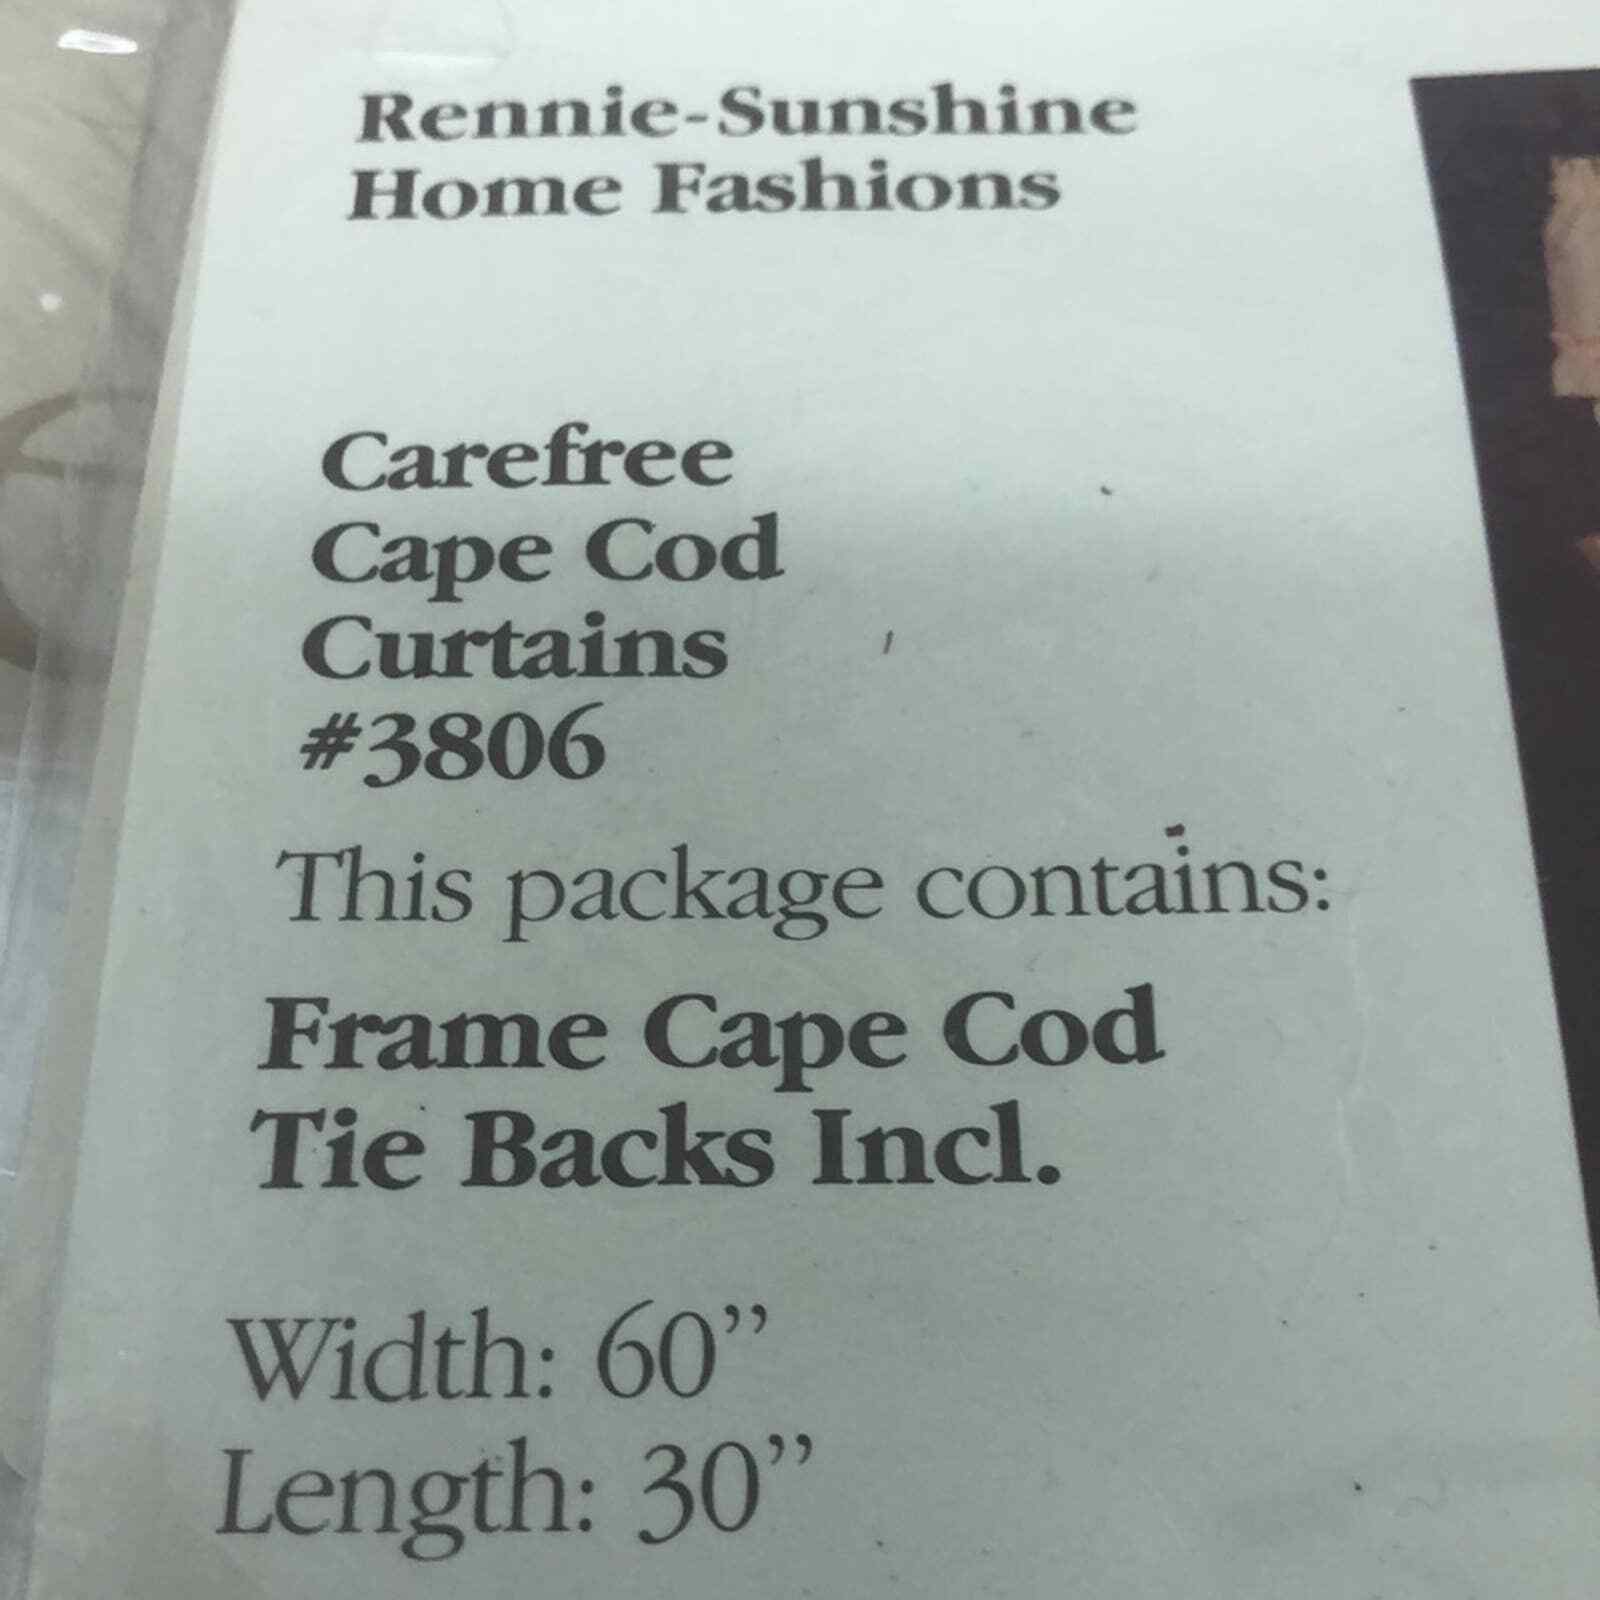 Rennie-Sunshine
Home Fashions
Carefree
Cape Cod
Curtains
#3806
This package contains:
Frame Cape Cod
Tie Backs Incl.
Width: 60”
Length: 30”